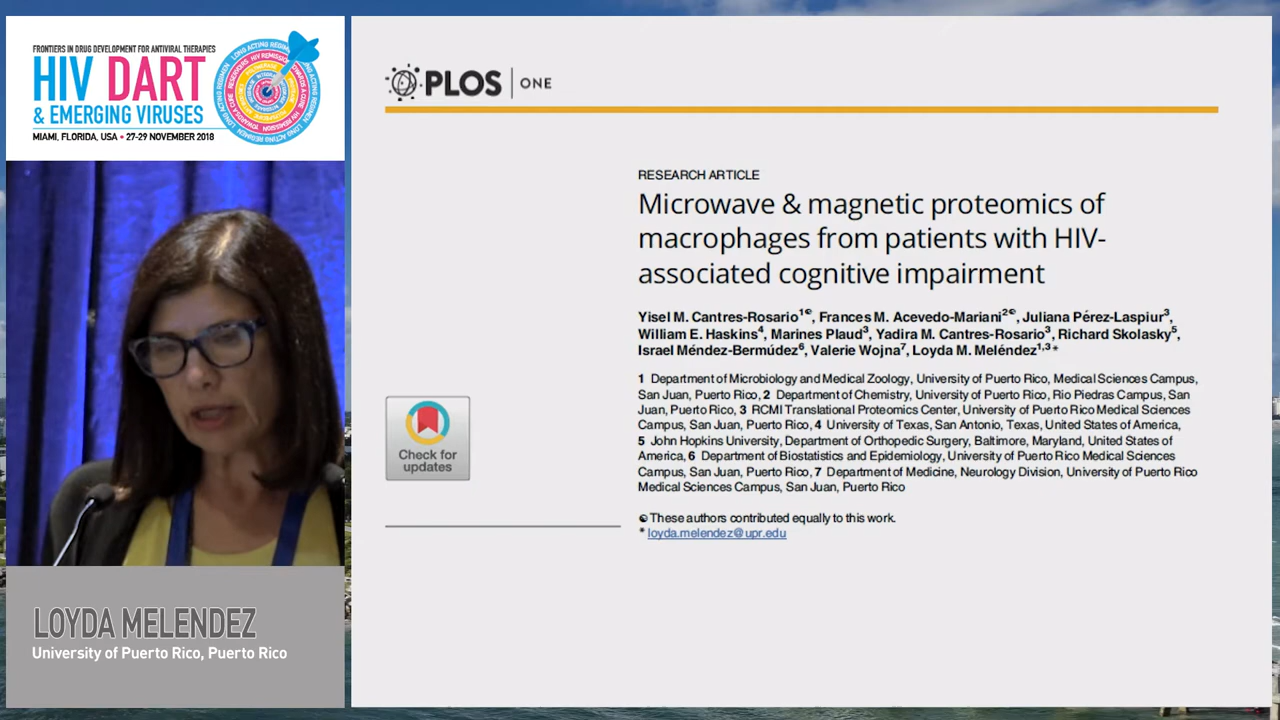 FRONTIERS IN DRUG DEVELOPMENT FOR ANTIVIRAL THERAPIES
HIV DART
& EMERGING VIRUSES
MIAMI, FLORIDA, USA • 27-29 NOVEMBER 2018
LONG ACTING REGIMEN
LOYDA MELENDEZ
University of Puerto Rico, Puerto Rico
PLOS ONE
RESEARCH ARTICLE
Microwave & magnetic proteomics of
macrophages from patients with HIV-
associated cognitive impairment
Yisel M. Cantres-Rosario1☯, Frances M. Acevedo-Mariani2☯, Juliana Pérez-Laspiur3,
William E. Haskins4, Marines Plaud3, Yadira M. Cantres-Rosario3, Richard Skolasky5,
Israel Méndez-Bermúdez6, Valerie Wojna7, Loyda M. Meléndez1,3*
1 Department of Microbiology and Medical Zoology, University of Puerto Rico, Medical Sciences Campus,
San Juan, Puerto Rico, 2 Department of Chemistry, University of Puerto Rico, Rio Piedras Campus, San
Juan, Puerto Rico, 3 RCMI Translational Proteomics Center, University of Puerto Rico Medical Sciences
Campus, San Juan, Puerto Rico, 4 University of Texas, San Antonio, Texas, United States of America,
5 John Hopkins University, Department of Orthopedic Surgery, Baltimore, Maryland, United States of
America, 6 Department of Biostatistics and Epidemiology, University of Puerto Rico Medical Sciences
Campus, San Juan, Puerto Rico, 7 Department of Medicine, Neurology Division, University of Puerto Rico
Medical Sciences Campus, San Juan, Puerto Rico
☯ These authors contributed equally to this work.
* loyda.melendez@upr.edu
Check for
updates